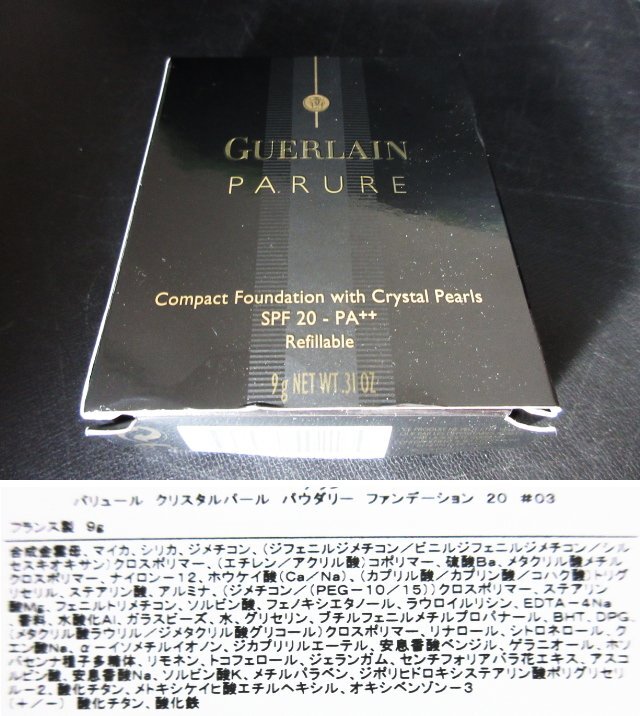 GUERLAIN
PARURE
Compact Foundation with Crystal Pearls
SPF 20 - PA++
Refillable
9g NET WT. 31 OZ
パリュール クリスタルパール パウダリー ファンデーション 20 #03
フランス製 9g
合成金雲母、マイカ、シリカ、ジメチコン、(ジフェニルジメチコン/ビニルジフェニルジメチコン/シル
セスキオキサン)クロスポリマー、(エチレン/アクリル酸)コポリマー、硫酸Ba、メタクリル酸メチル
クロスポリマー、ナイロン-12、ホウケイ酸(Ca/Na)、(カプリル酸/カプリン酸/コハク酸)トリグ
リセリル、ステアリン酸、アルミナ、(ジメチコン/(PEG-10/15))クロスポリマー、ステアリン
酸Mg、フェニルトリメチコン、ソルビン酸、フェノキシエタノール、ラウロイルリシン、EDTA-4Na
、香料、水酸化Al、ガラスビーズ、水、グリセリン、ブチルフェニルメチルプロパナール、BHT、DPG、
(メタクリル酸ラウリル/ジメタクリル酸グリコール)クロスポリマー、リナロール、シトロネロール、ク
エン酸Na、α-イソメチルイオノン、ジカプリリルエーテル、安息香酸ベンジル、ゲラニオール、ホソ
バセンナ種子多糖体、リモネン、トコフェロール、ジェランガム、センチフォリアバラ花エキス、アスコ
ルビン酸、安息香酸Na、ソルビン酸K、メチルパラベン、ジポリヒドロキシステアリン酸ポリグリセリ
ル-2、酸化チタン、メトキシケイヒ酸エチルヘキシル、オキシベンゾン-3
(+/-) 酸化チタン、酸化鉄